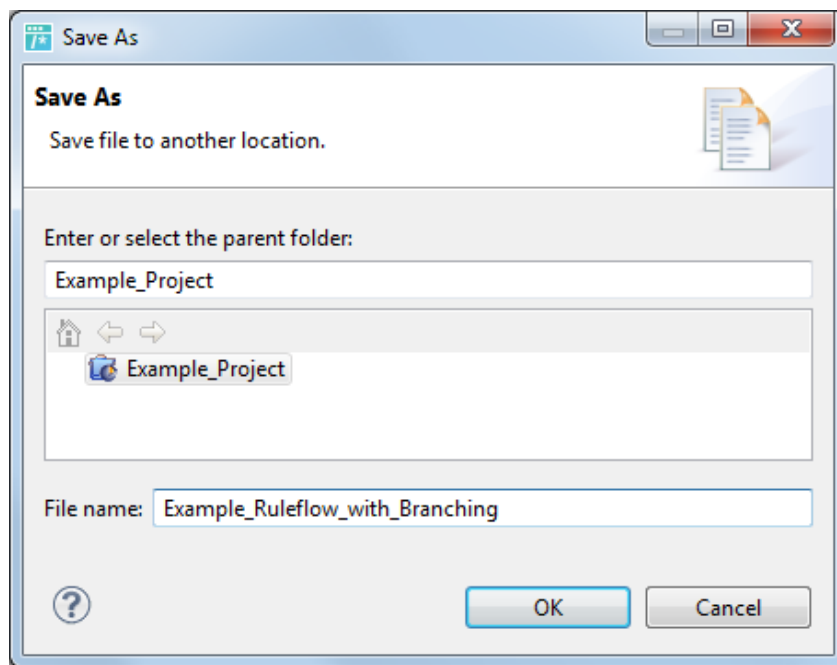 Save As
Save As
Save file to another location.
Enter or select the parent folder:
Example_Project
Example_Project
File name: Example_Ruleflow_with_Branching
? OK Cancel